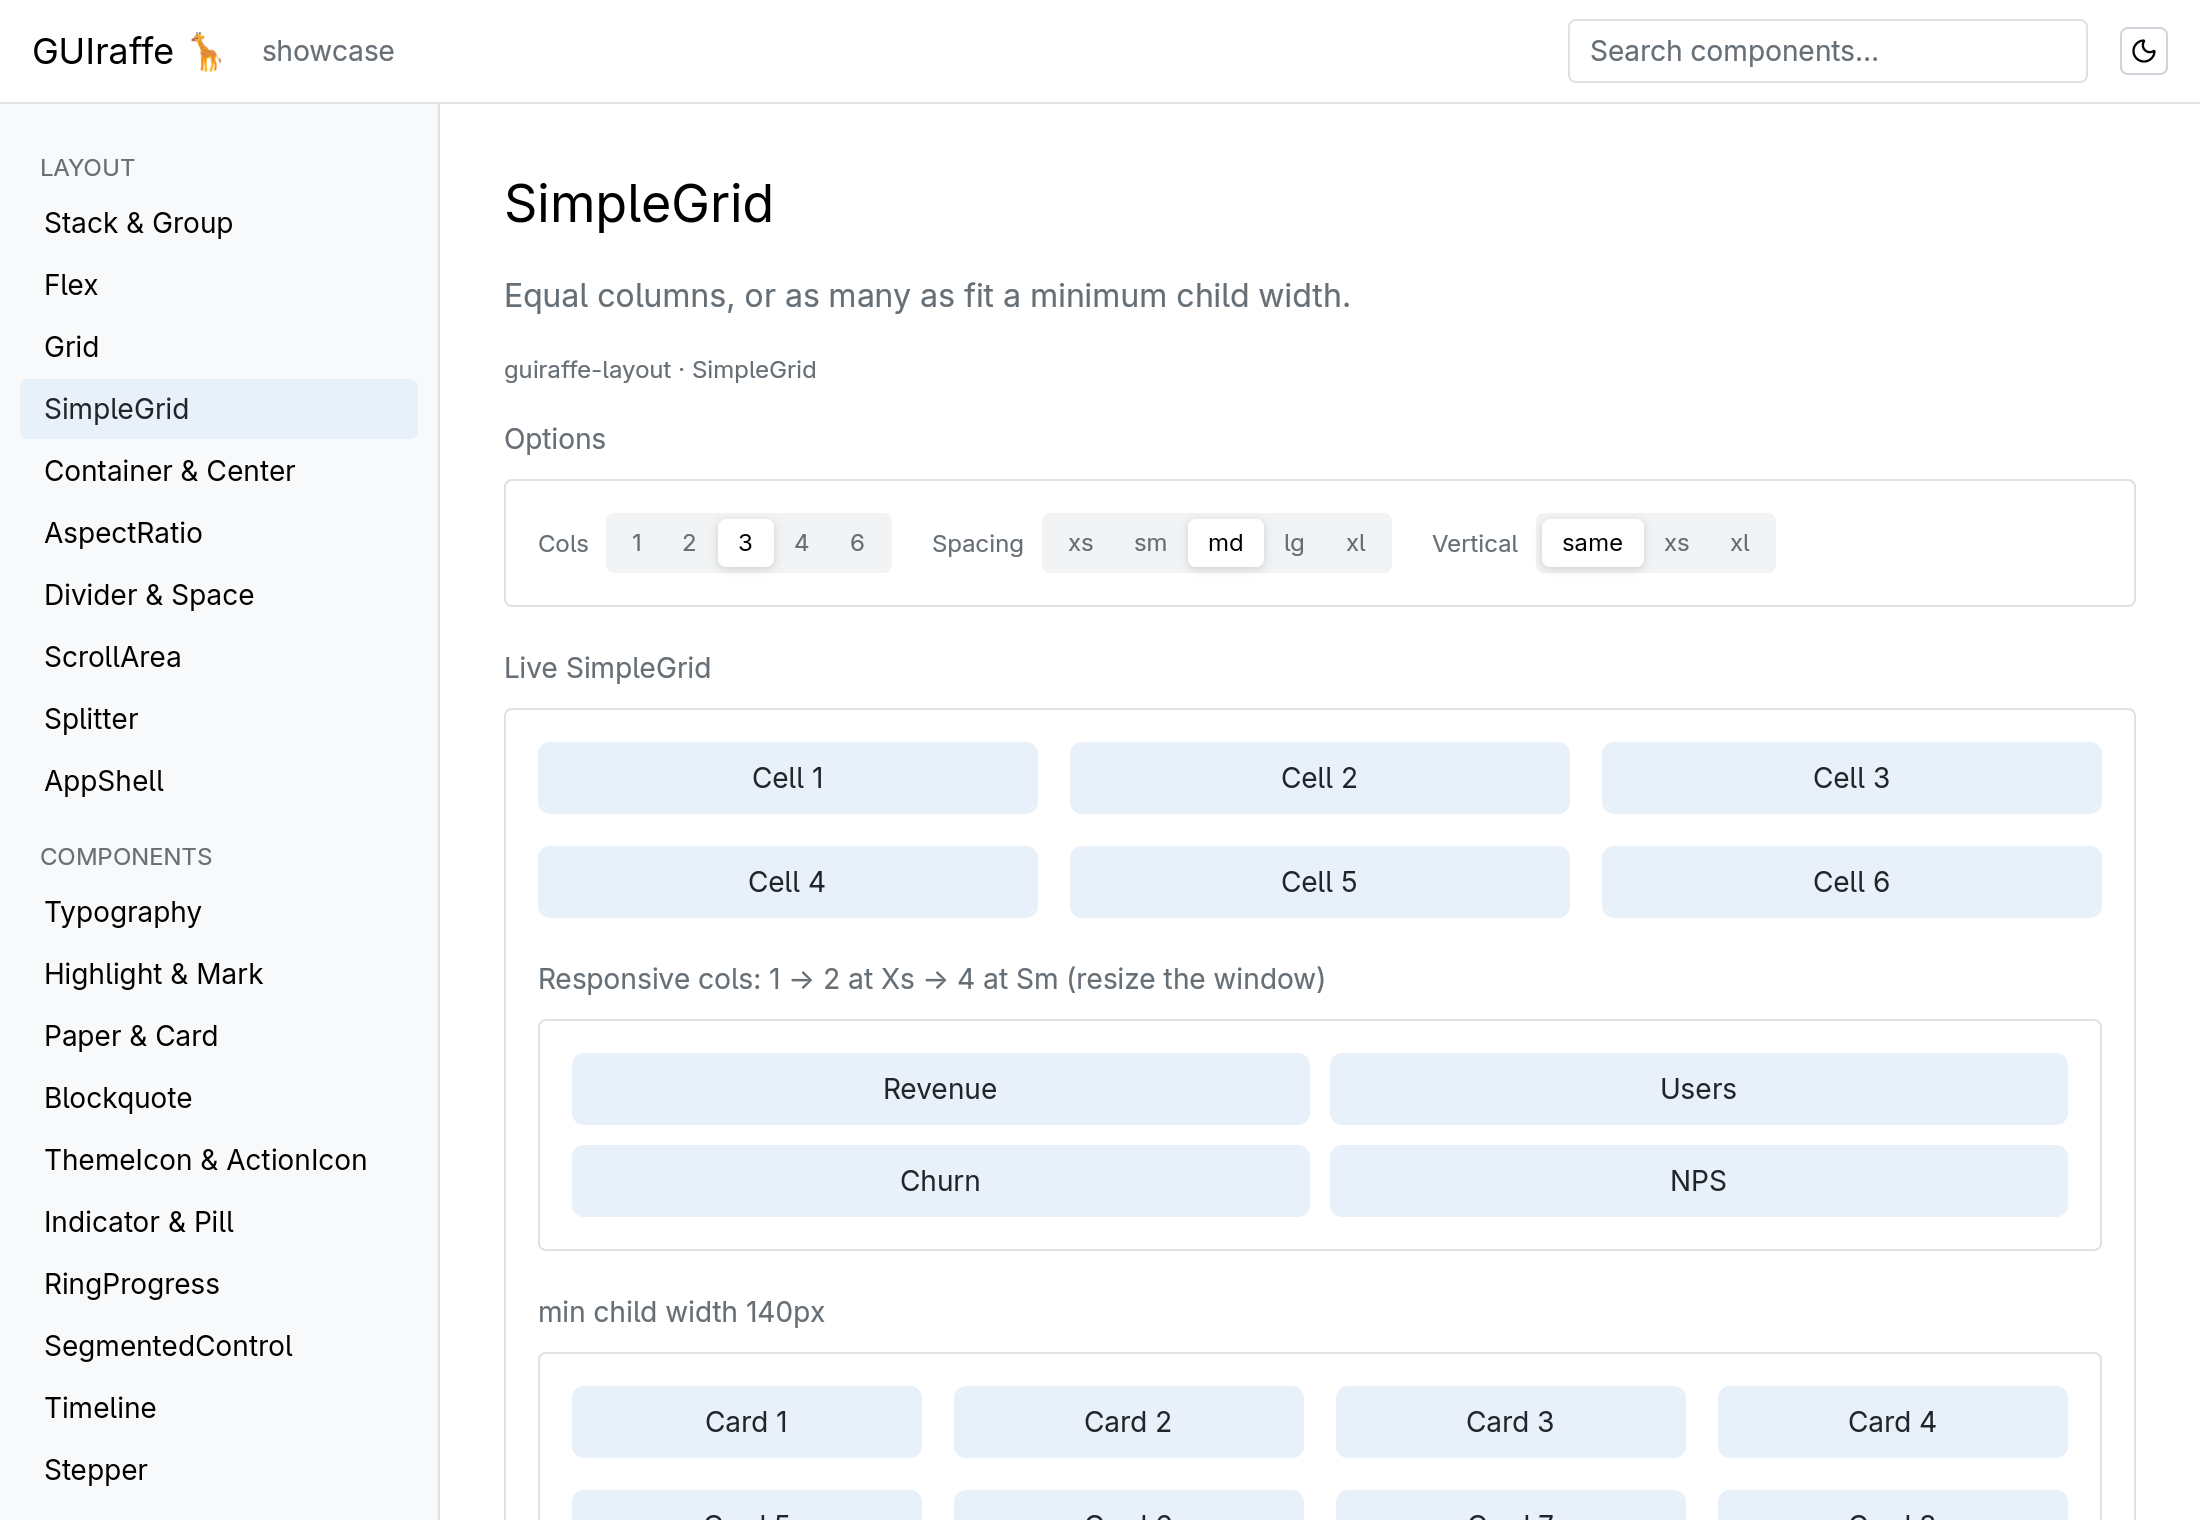 GUIraffe showcase Search components...
LAYOUT
Stack & Group
Flex
Grid
SimpleGrid
Container & Center
AspectRatio
Divider & Space
ScrollArea
Splitter
AppShell
COMPONENTS
Typography
Highlight & Mark
Paper & Card
Blockquote
ThemeIcon & ActionIcon
Indicator & Pill
RingProgress
SegmentedControl
Timeline
Stepper
SimpleGrid
Equal columns, or as many as fit a minimum child width.
guiraffe-layout · SimpleGrid
Options
Cols 1 2 3 4 6 Spacing xs sm md lg xl Vertical same xs xl
Live SimpleGrid
Cell 1 Cell 2 Cell 3
Cell 4 Cell 5 Cell 6
Responsive cols: 1 → 2 at Xs → 4 at Sm (resize the window)
Revenue Users
Churn NPS
min child width 140px
Card 1 Card 2 Card 3 Card 4